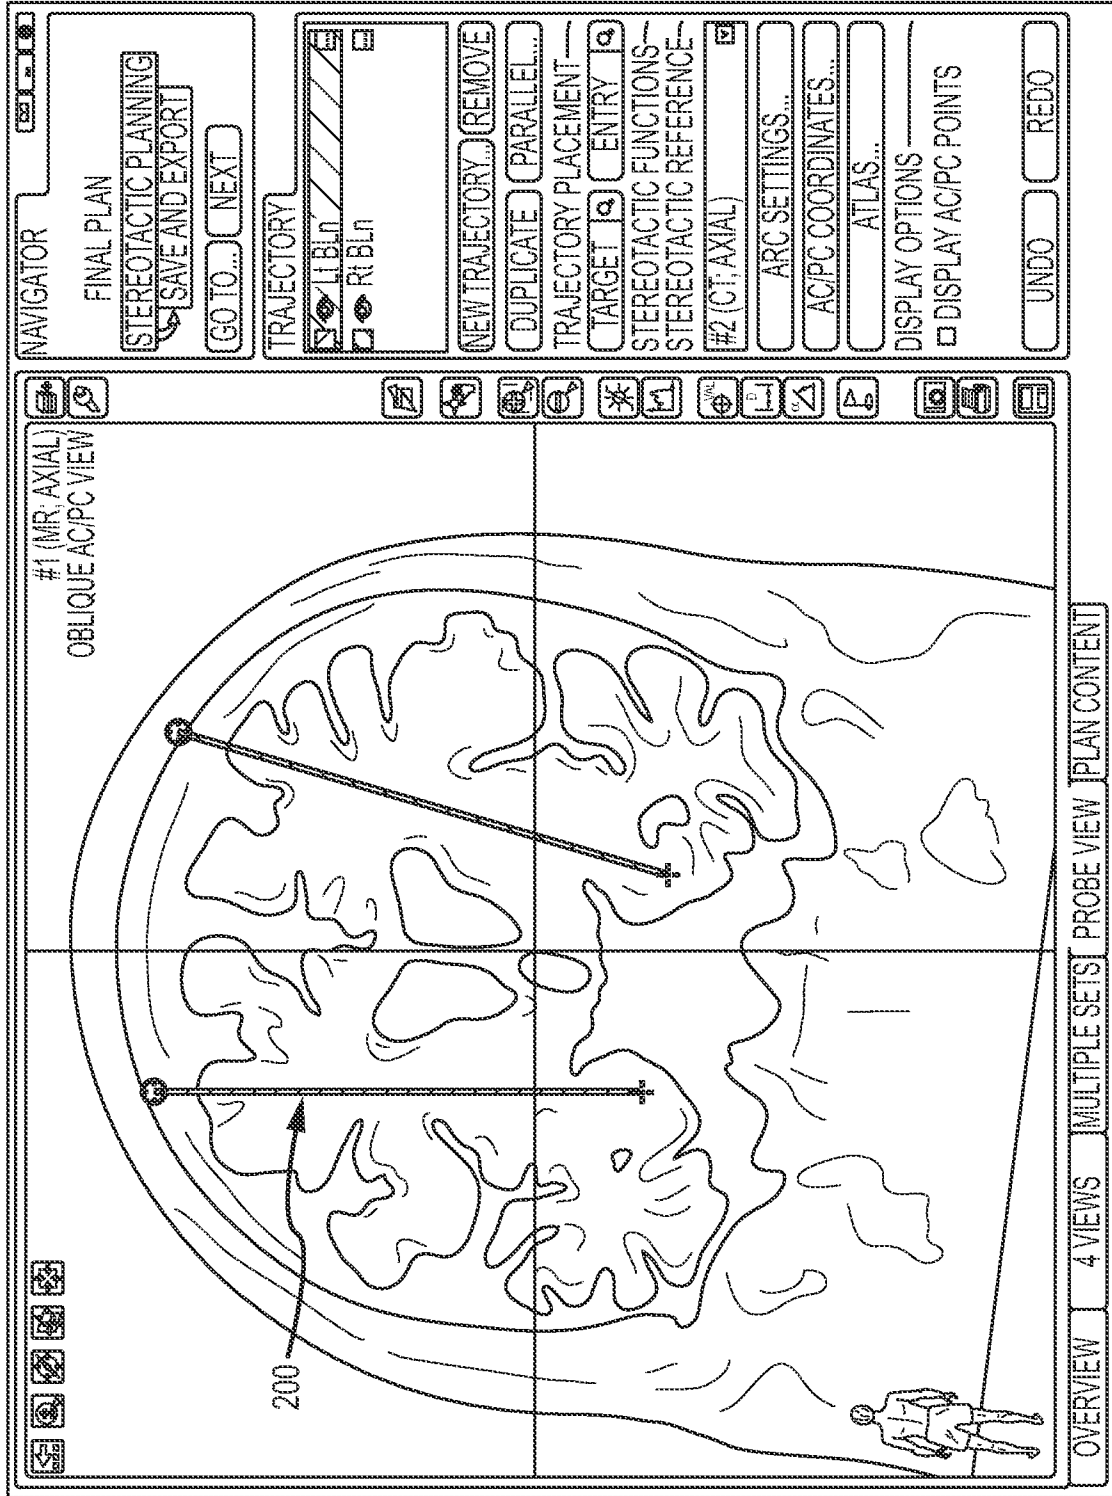 #1 (MR, AXIAL)
OBLIQUE AC/PC VIEW
200
OVERVIEW
4 VIEWS
MULTIPLE SETS
PROBE VIEW
PLAN CONTENT
NAVIGATOR
FINAL PLAN
STEREOTACTIC PLANNING
SAVE AND EXPORT
GO TO... NEXT
TRAJECTORY
Rt BLn
NEW TRAJECTORY... REMOVE
DUPLICATE PARALLEL...
TRAJECTORY PLACEMENT
TARGET ENTRY
STEREOTACTIC FUNCTIONS
STEREOTACTIC REFERENCE
#2 (CT; AXIAL)
ARC SETTINGS...
AC/PC COORDINATES...
ATLAS...
DISPLAY OPTIONS
DISPLAY AC/PC POINTS
UNDO REDO